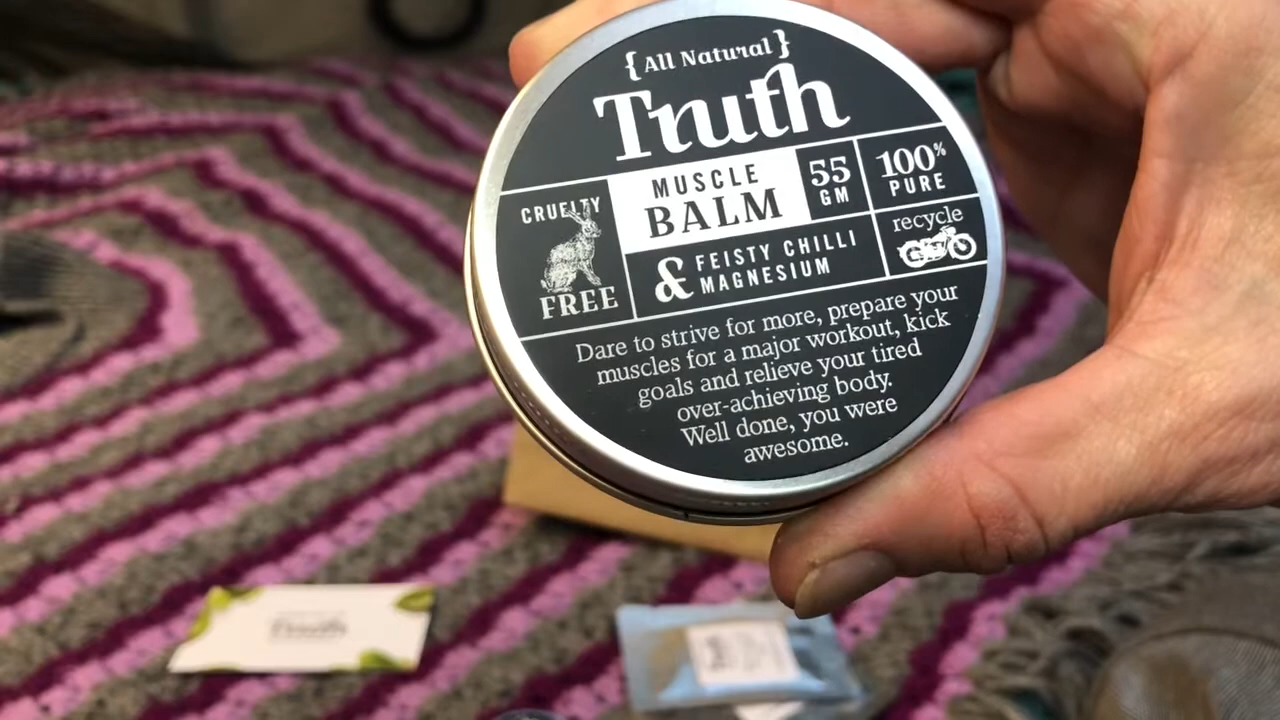 {All Natural}
Truth
MUSCLE
BALM
55
GM
100%
PURE
CRUELTY
FREE
& FEISTY CHILLI
MAGNESIUM
recycle
Dare to strive for more, prepare your
muscles for a major workout, kick
goals and relieve your tired
over-achieving body.
Well done, you were
awesome.
Truth